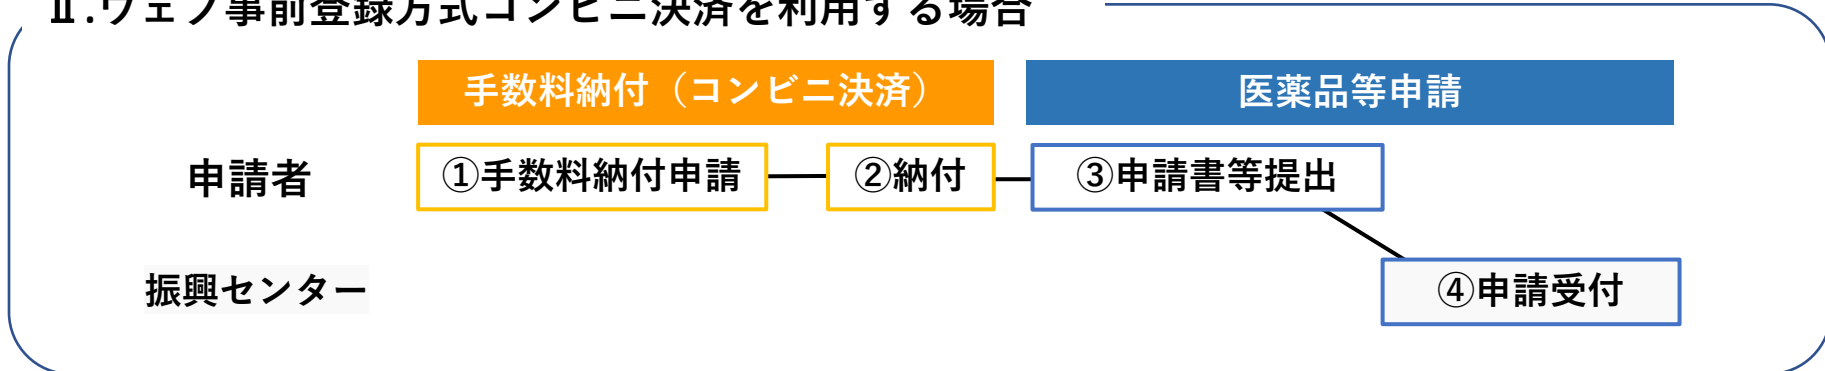 Ⅱ.ウェブ事前登録方式コンビニ決済を利用する場合
手数料納付（コンビニ決済）
医薬品等申請
申請者
①手数料納付申請
②納付
③申請書等提出
振興センター
④申請受付